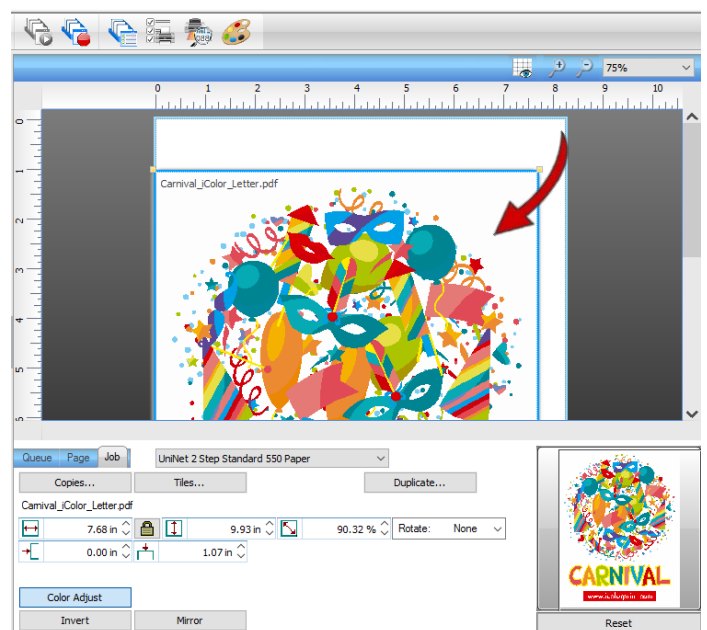 75%
0 1 2 3 4 5 6 7 8 9 10
0
1
2
3
4
5
6
Carnival_iColor_Letter.pdf
Queue Page Job UniNet 2 Step Standard 550 Paper
Copies... Tiles... Duplicate...
Carnival_iColor_Letter.pdf
7.68 in 9.93 in 90.32 % Rotate: None
0.00 in 1.07 in
CARNIVAL
Color Adjust
Invert Mirror Reset